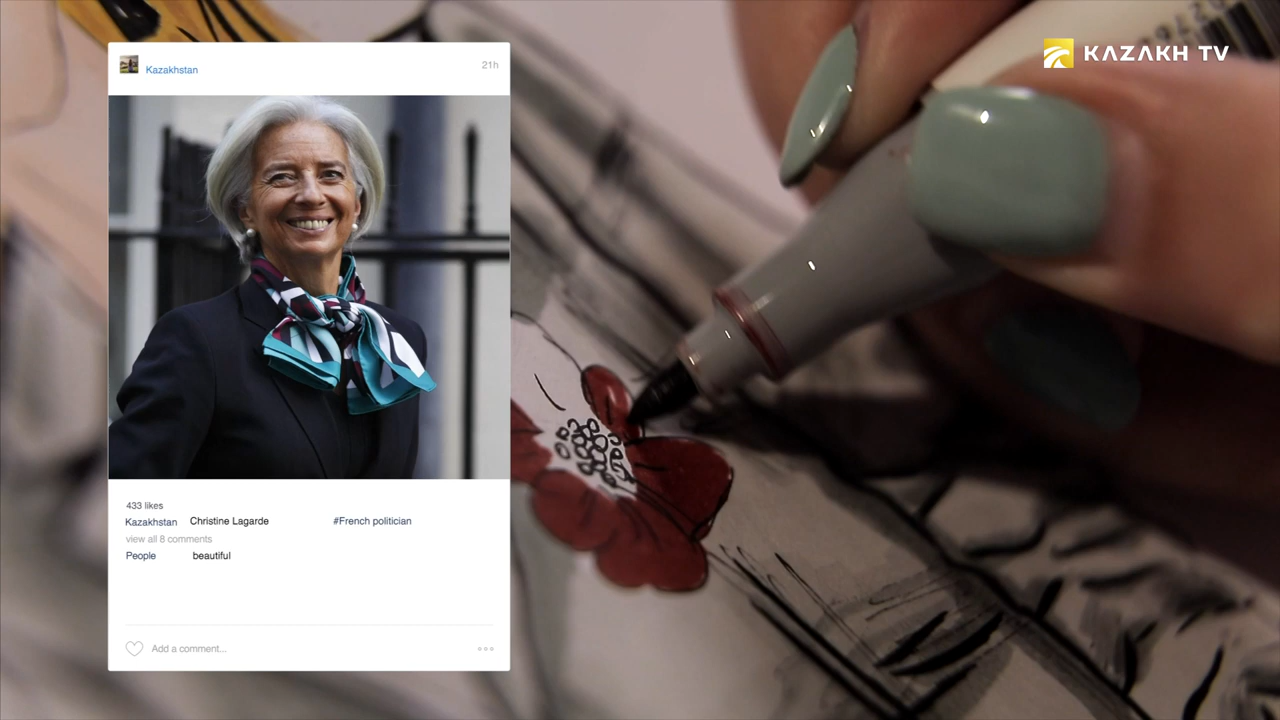 KAZAKH TV
Kazakhstan
21h
433 likes
Kazakhstan Christine Lagarde #French politician
view all 8 comments
People beautiful
Add a comment...